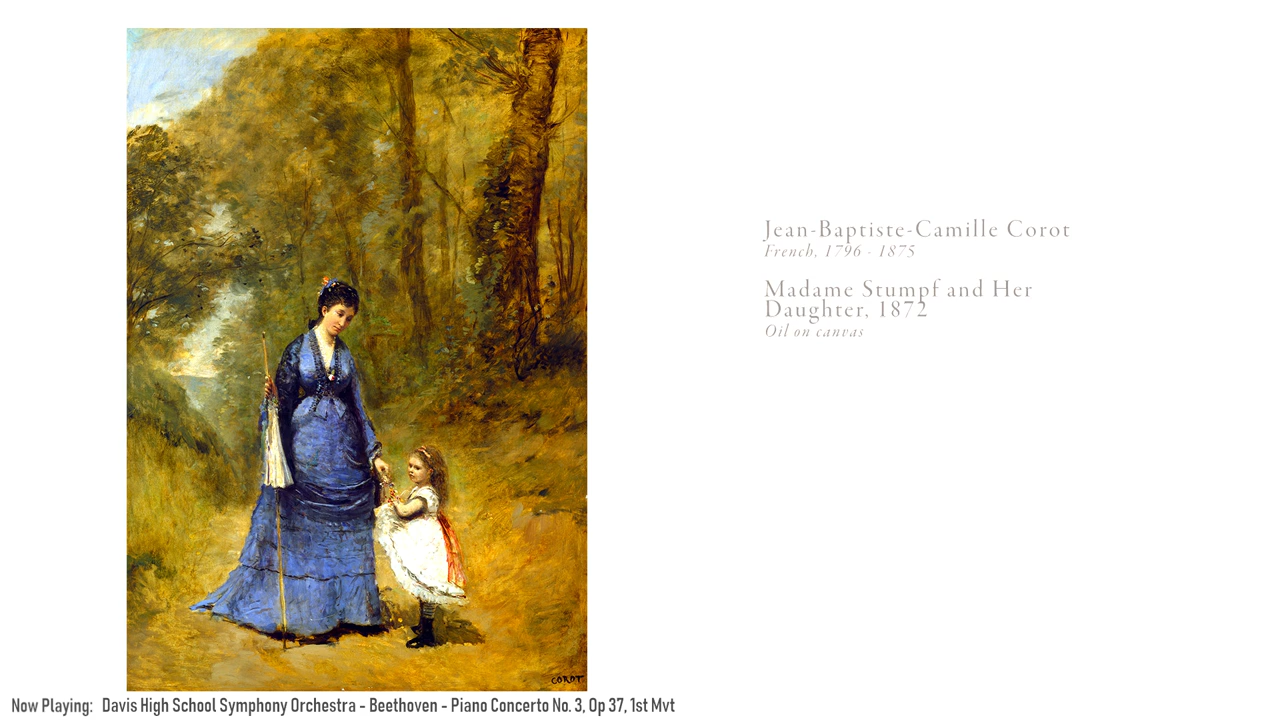 Jean-Baptiste-Camille Corot
French, 1796 - 1875
Madame Stumpf and Her
Daughter, 1872
Oil on canvas
COROT
Now Playing: Davis High School Symphony Orchestra - Beethoven - Piano Concerto No. 3, Op 37, 1st Mvt